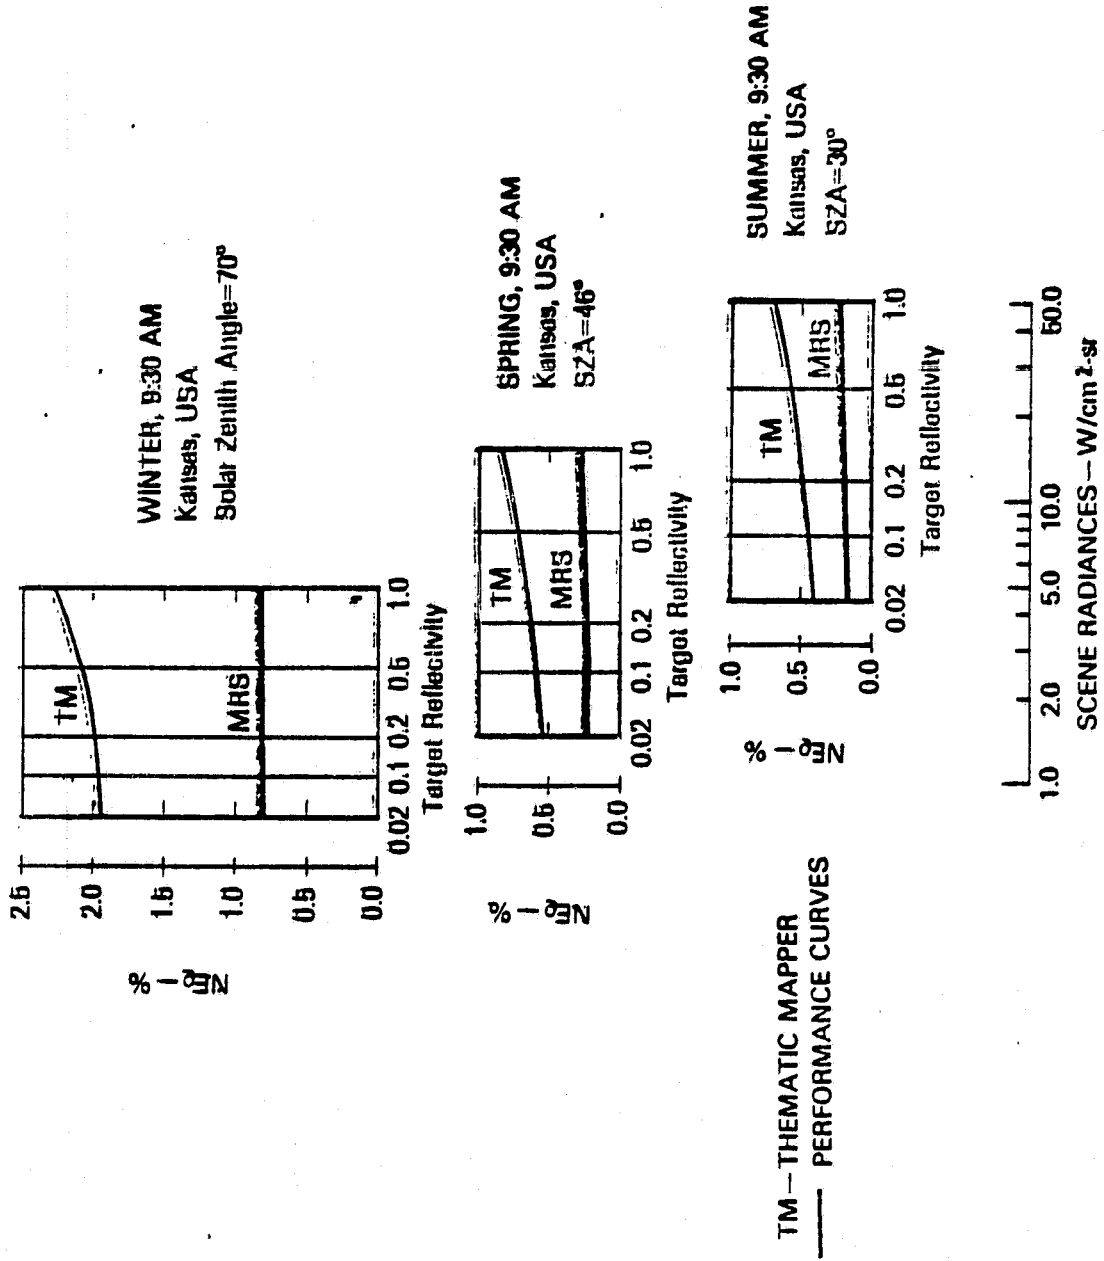 WINTER, 9:30 AM
Kansas, USA
Solar Zenith Angle=70°
NEρ – %
2.5
2.0
1.5
1.0
0.5
0.0
TM
MRS
0.02 0.1 0.2 0.5 1.0
Target Reflectivity
SPRING, 9:30 AM
Kansas, USA
SZA=46°
NEρ – %
1.0
0.5
0.0
TM
MRS
0.02 0.1 0.2 0.5 1.0
Target Reflectivity
SUMMER, 9:30 AM
Kansas, USA
SZA=30°
NEρ – %
1.0
0.5
0.0
TM
MRS
0.02 0.1 0.2 0.5 1.0
Target Reflectivity
1.0 2.0 5.0 10.0 50.0
SCENE RADIANCES – W/cm²-sr
TM – THEMATIC MAPPER
PERFORMANCE CURVES